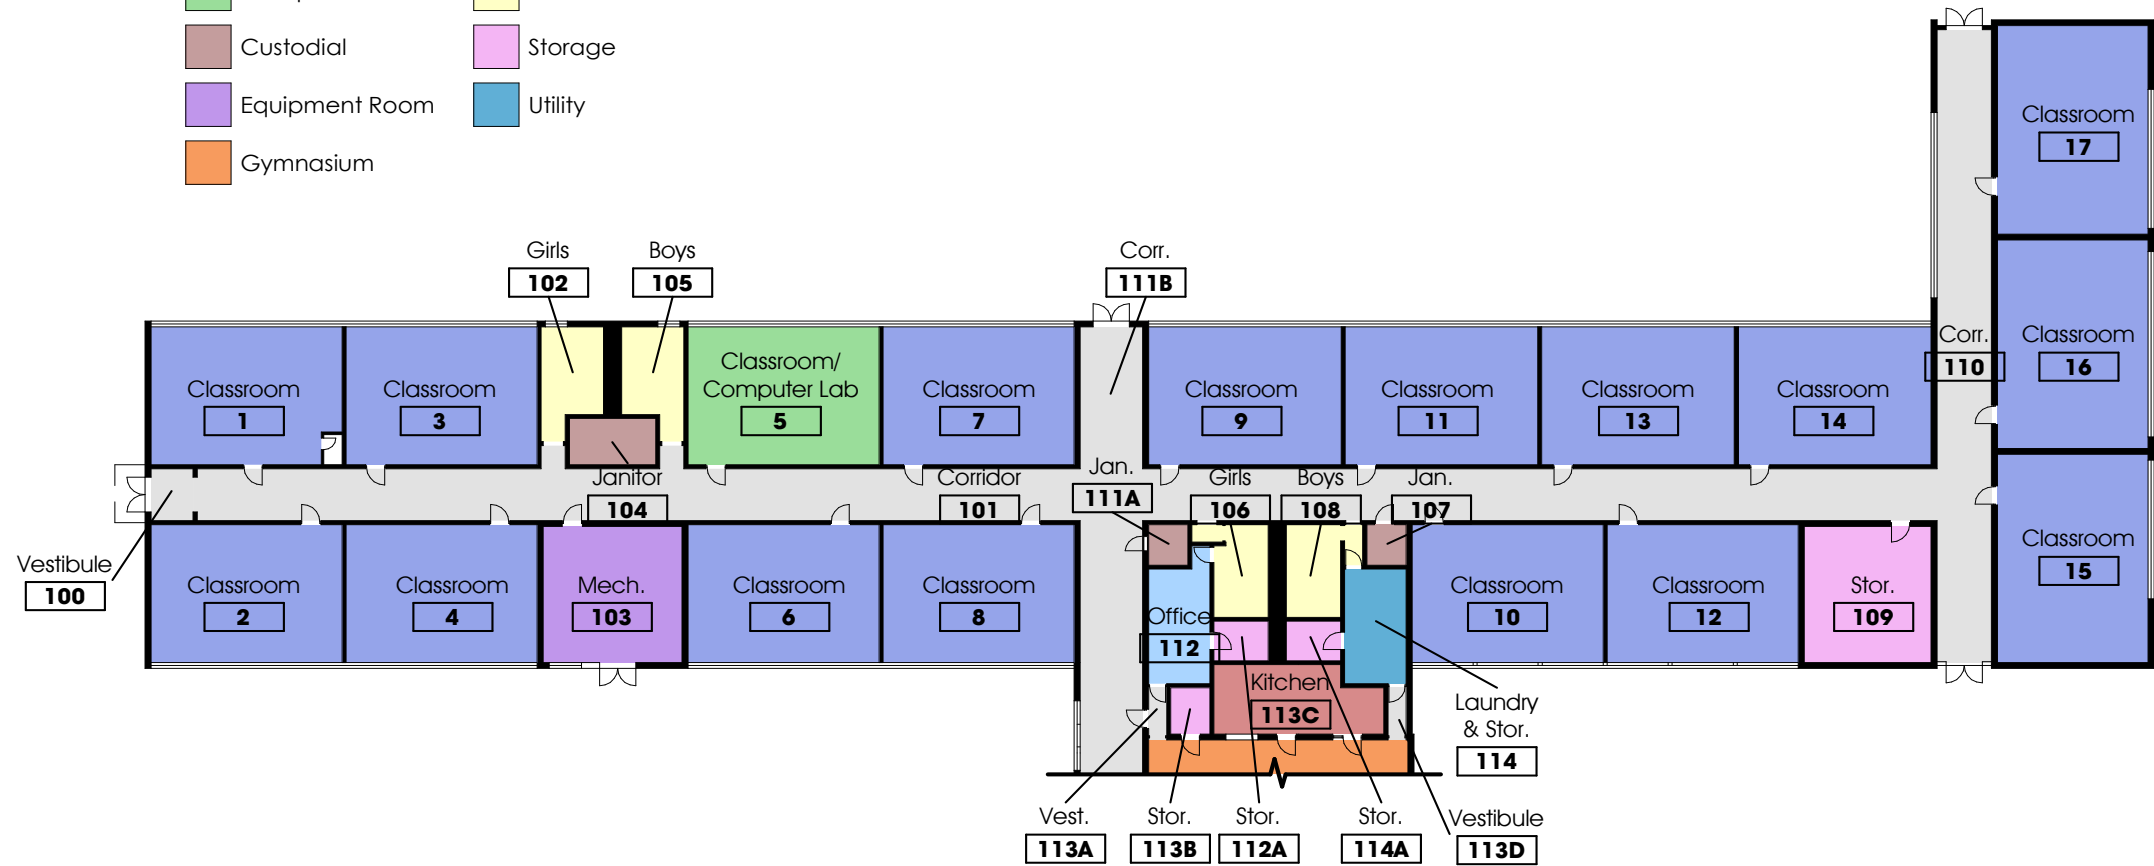 Custodial
Storage
Equipment Room
Utility
Gymnasium
Classroom
17
Girls
102
Boys
105
Corr.
111B
Classroom
1
Classroom
3
Classroom/
Computer Lab
5
Classroom
7
Classroom
9
Classroom
11
Classroom
13
Classroom
14
Corr.
110
Classroom
16
Janitor
104
Corridor
101
Jan.
111A
Girls
106
Boys
108
Jan.
107
Vestibule
100
Classroom
2
Classroom
4
Mech.
103
Classroom
6
Classroom
8
Office
112
Classroom
10
Classroom
12
Stor.
109
Classroom
15
Kitchen
113C
Laundry
& Stor.
114
Vest.
113A
Stor.
113B
Stor.
112A
Stor.
114A
Vestibule
113D